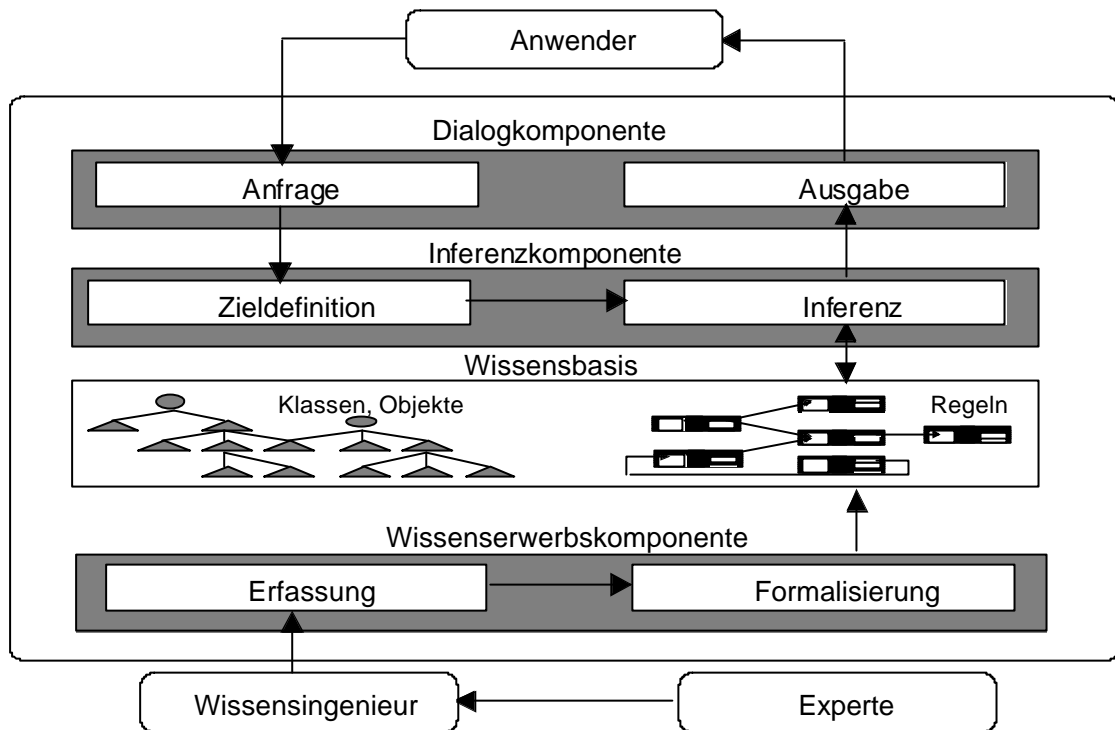 Anwender
Dialogkomponente
Anfrage
Ausgabe
Inferenzkomponente
Zieldefinition
Inferenz
Wissensbasis
Klassen, Objekte
Regeln
Wissenserwerbskomponente
Erfassung
Formalisierung
Wissensingenieur
Experte